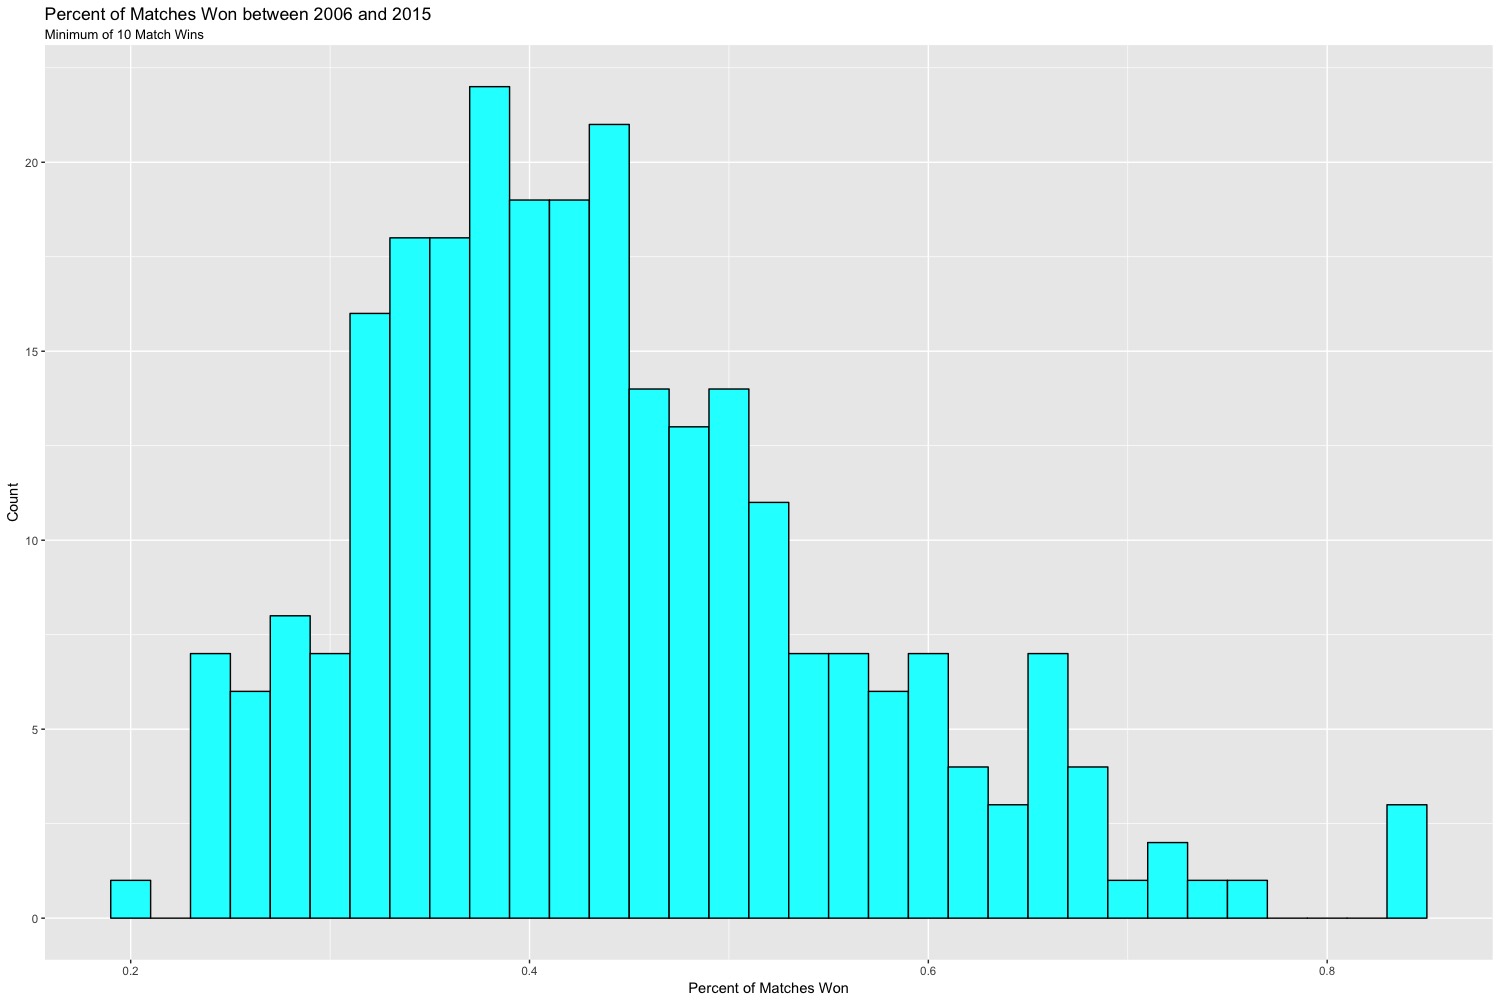 Percent of Matches Won between 2006 and 2015
Minimum of 10 Match Wins
20
15
10
5
0
Count
0.2 0.4 0.6 0.8
Percent of Matches Won